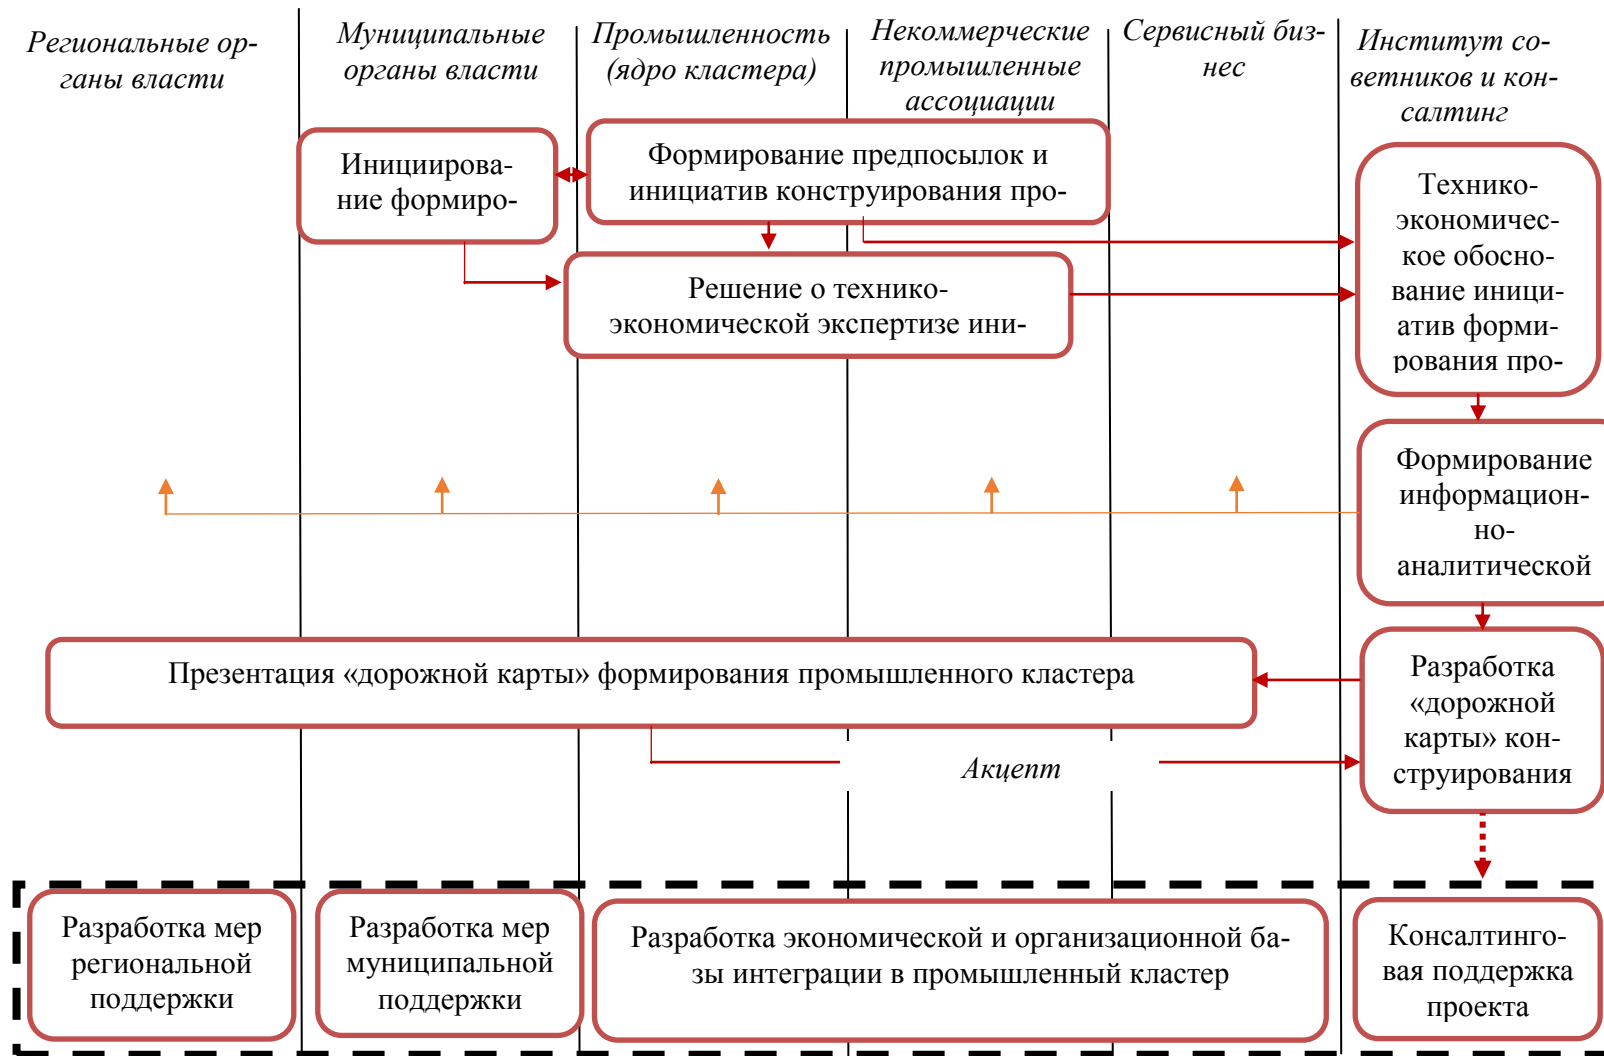 Региональные ор-
ганы власти
Муниципальные
органы власти
Промышленность
(ядро кластера)
Некоммерческие
промышленные
ассоциации
Сервисный биз-
нес
Институт со-
ветников и кон-
салтинг
Инициирова-
ние формиро-
Формирование предпосылок и
инициатив конструирования про-
Технико-
экономичес-
кое обосно-
вание иници-
атив форми-
рования про-
Решение о технико-
экономической экспертизе ини-
Формирование
информацион-
но-
аналитической
Презентация «дорожной карты» формирования промышленного кластера
Разработка
«дорожной
карты» кон-
струирования
Акцепт
Разработка мер
региональной
поддержки
Разработка мер
муниципальной
поддержки
Разработка экономической и организационной ба-
зы интеграции в промышленный кластер
Консалтинго-
вая поддержка
проекта